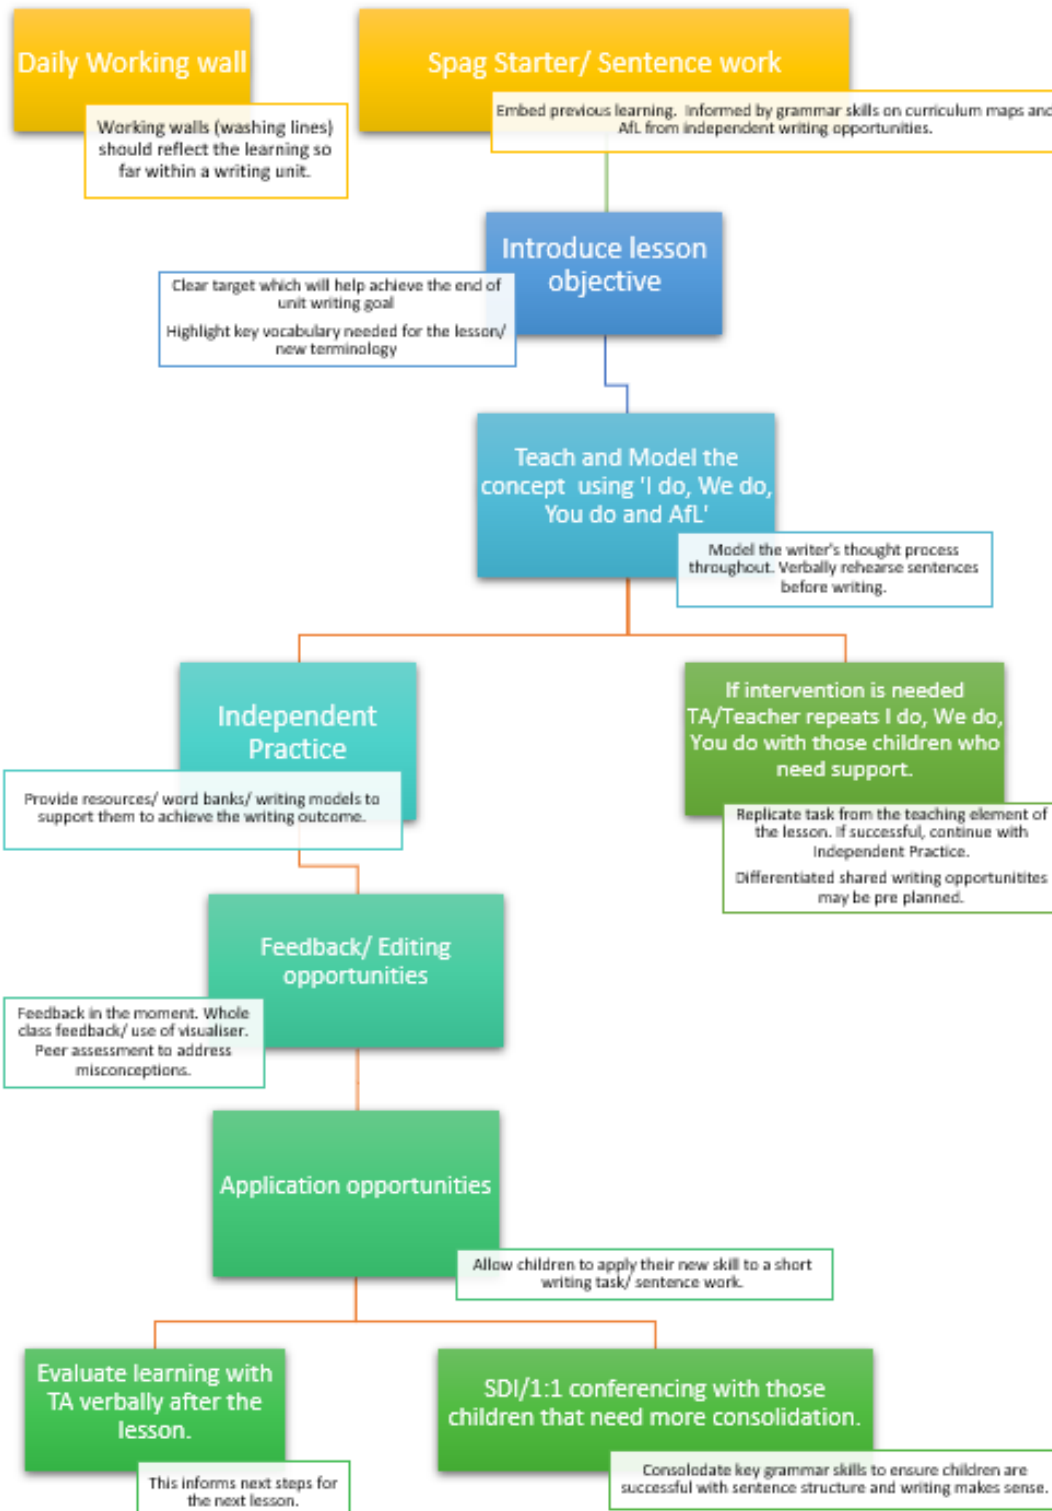 Daily Working wall
Working walls (washing lines)
should reflect the learning so
far within a writing unit.
Spag Starter/ Sentence work
Embed previous learning.  Informed by grammar skills on curriculum maps and
AfL from independent writing opportunities.
Introduce lesson
objective
Clear target which will help achieve the end of
unit writing goal
Highlight key vocabulary needed for the lesson/
new terminology
Teach and Model the
concept  using 'I do, We do,
You do and AfL'
Model the writer's thought process
throughout. Verbally rehearse sentences
before writing.
Independent
Practice
Provide resources/ word banks/ writing models to
support them to achieve the writing outcome.
If intervention is needed
TA/Teacher repeats I do, We do,
You do with those children who
need support.
Replicate task from the teaching element of
the lesson. If successful, continue with
Independent Practice.
Differentiated shared writing opportunitites
may be pre planned.
Feedback/ Editing
opportunities
Feedback in the moment. Whole
class feedback/ use of visualiser.
Peer assessment to address
misconceptions.
Application opportunities
Allow children to apply their new skill to a short
writing task/ sentence work.
Evaluate learning with
TA verbally after the
lesson.
This informs next steps for
the next lesson.
SDI/1:1 conferencing with those
children that need more consolidation.
Consolodate key grammar skills to ensure children are
successful with sentence structure and writing makes sense.